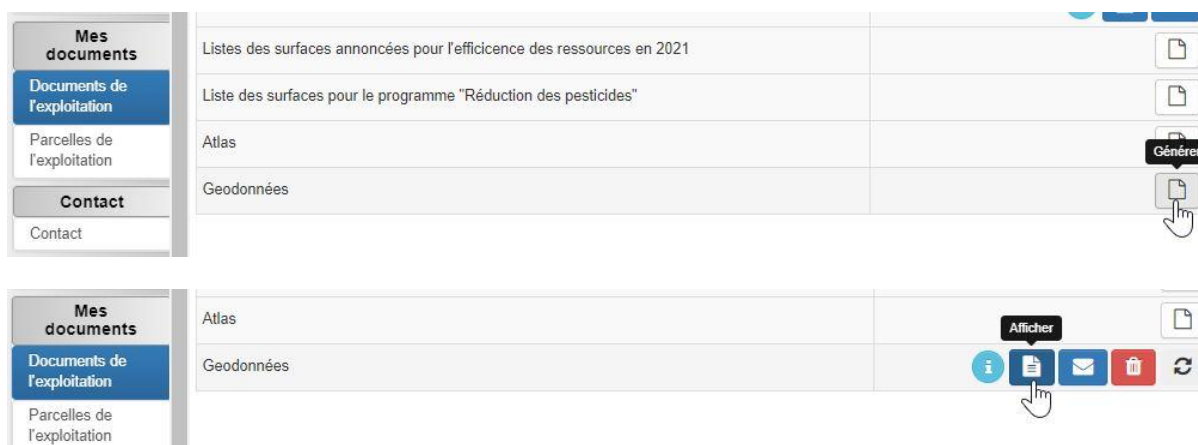 Mes
documents
Listes des surfaces annoncées pour l'efficicence des ressources en 2021
Documents de
l'exploitation
Liste des surfaces pour le programme "Réduction des pesticides"
Parcelles de
l'exploitation
Atlas
Générer
Geodonnées
Contact
Contact
Mes
documents
Atlas
Afficher
Documents de
l'exploitation
Geodonnées
i
Parcelles de
l'exploitation